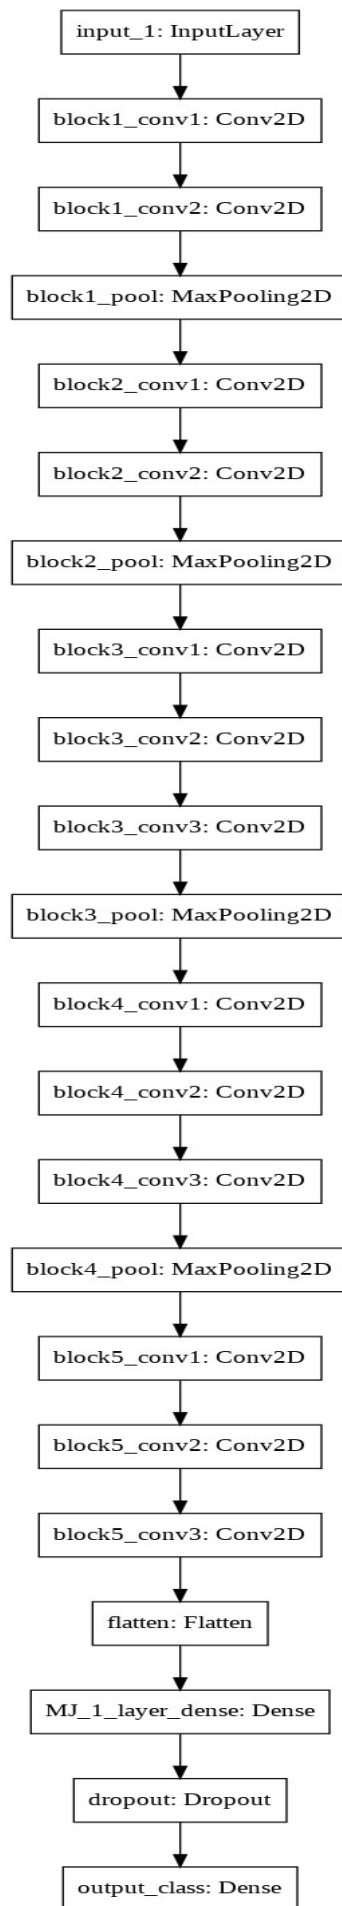 input_1: InputLayer
block1_conv1: Conv2D
block1_conv2: Conv2D
block1_pool: MaxPooling2D
block2_conv1: Conv2D
block2_conv2: Conv2D
block2_pool: MaxPooling2D
block3_conv1: Conv2D
block3_conv2: Conv2D
block3_conv3: Conv2D
block3_pool: MaxPooling2D
block4_conv1: Conv2D
block4_conv2: Conv2D
block4_conv3: Conv2D
block4_pool: MaxPooling2D
block5_conv1: Conv2D
block5_conv2: Conv2D
block5_conv3: Conv2D
flatten: Flatten
MJ_1_layer_dense: Dense
dropout: Dropout
output_class: Dense